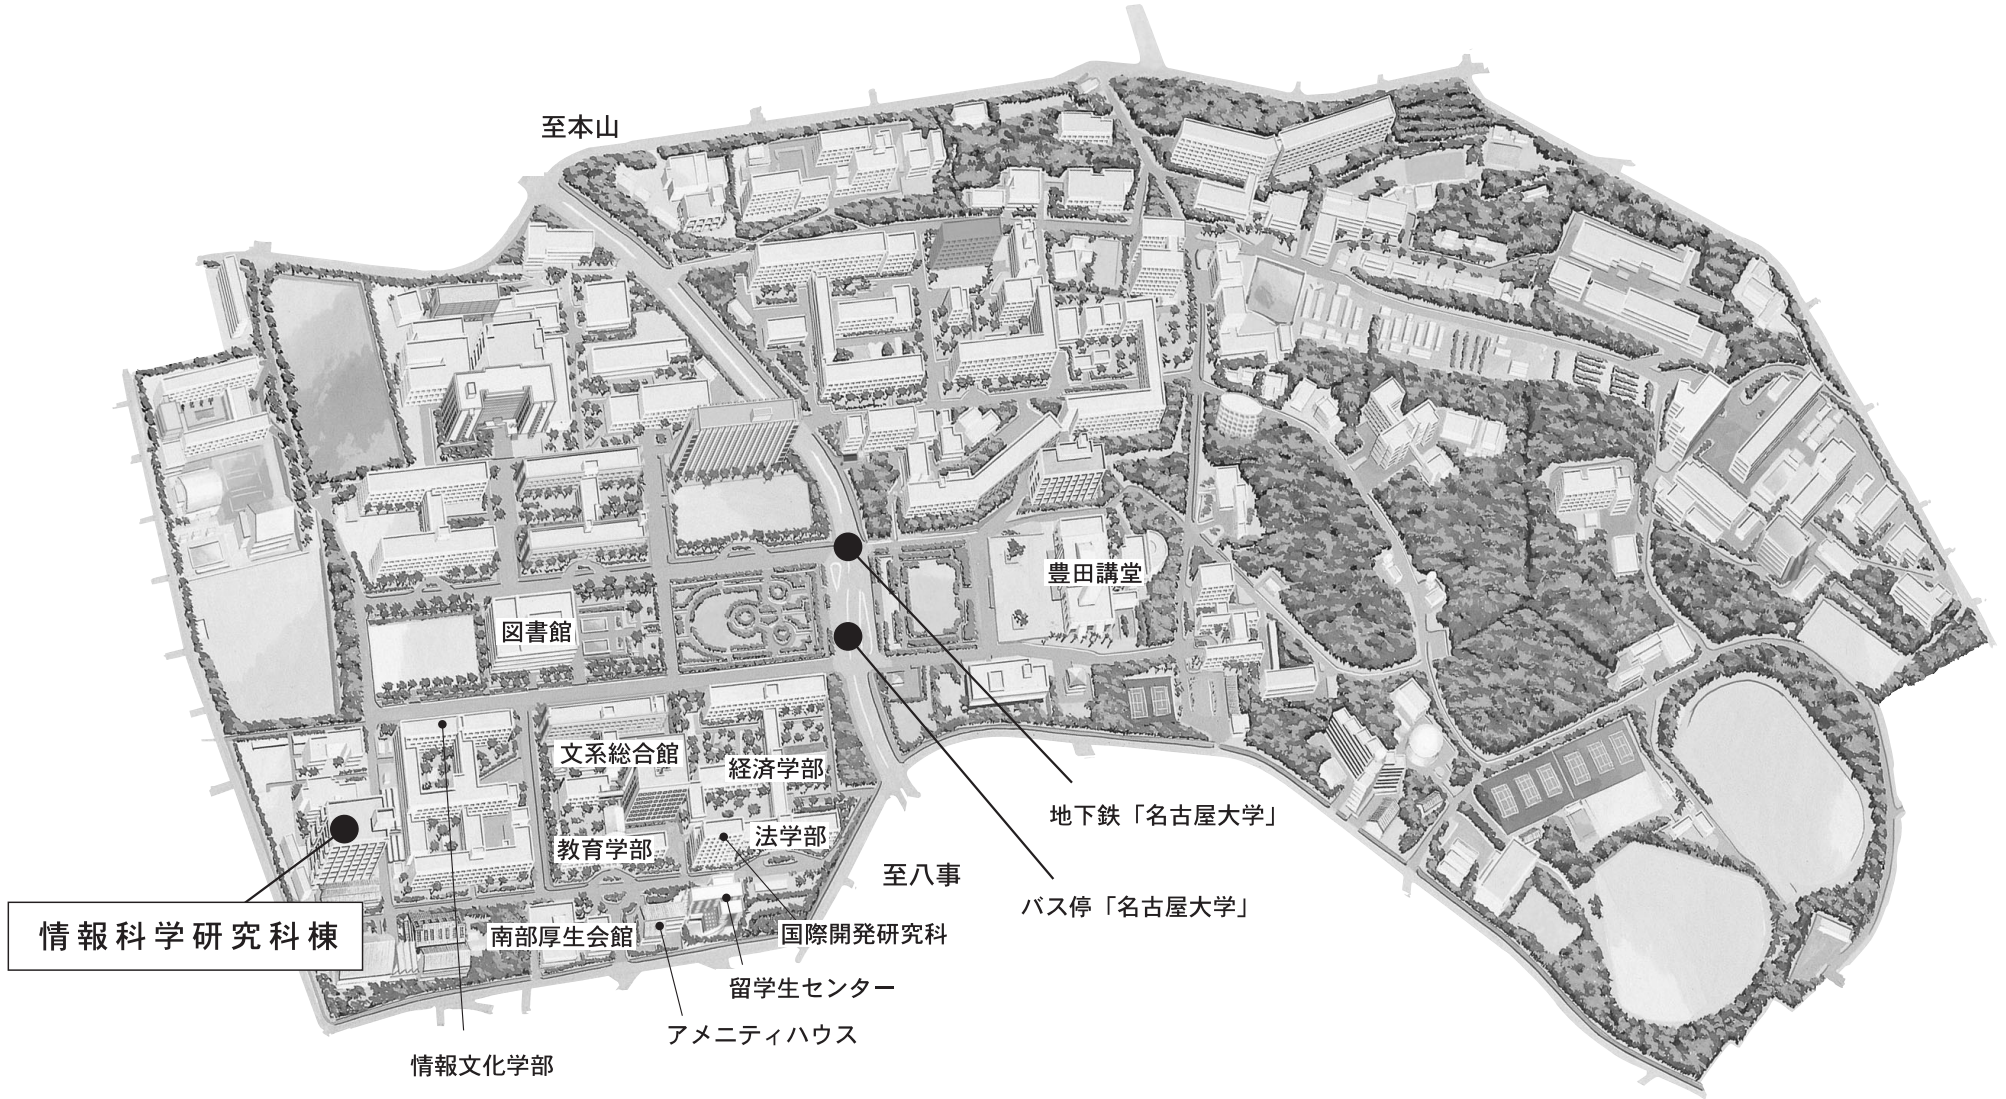 至本山
豊田講堂
図書館
文系総合館
経済学部
地下鉄「名古屋大学」
法学部
教育学部
至八事
バス停「名古屋大学」
情報科学研究科棟
南部厚生会館
国際開発研究科
留学生センター
アメニティハウス
情報文化学部